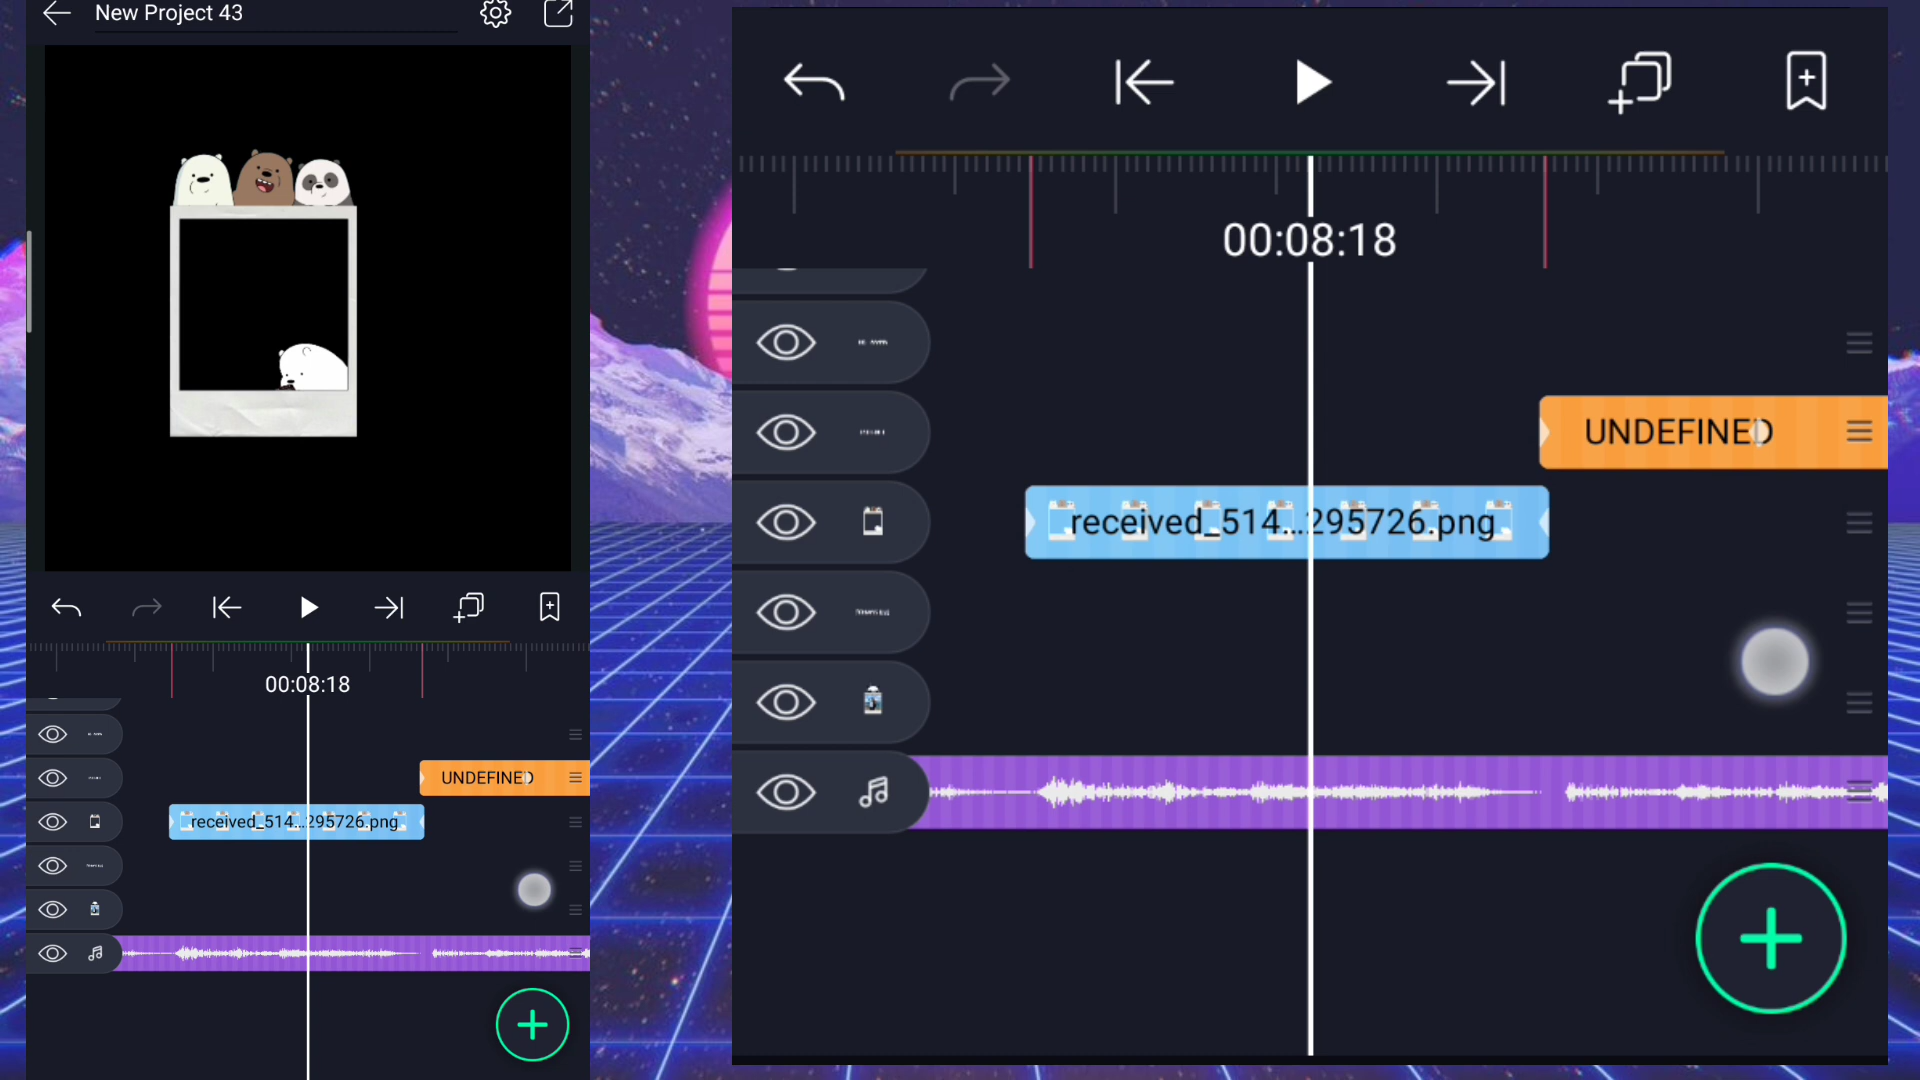 New Project 43
00:08:18
UNDEFINED
received_514...295726.png
00:08:18
UNDEFINED
received_514...295726.png